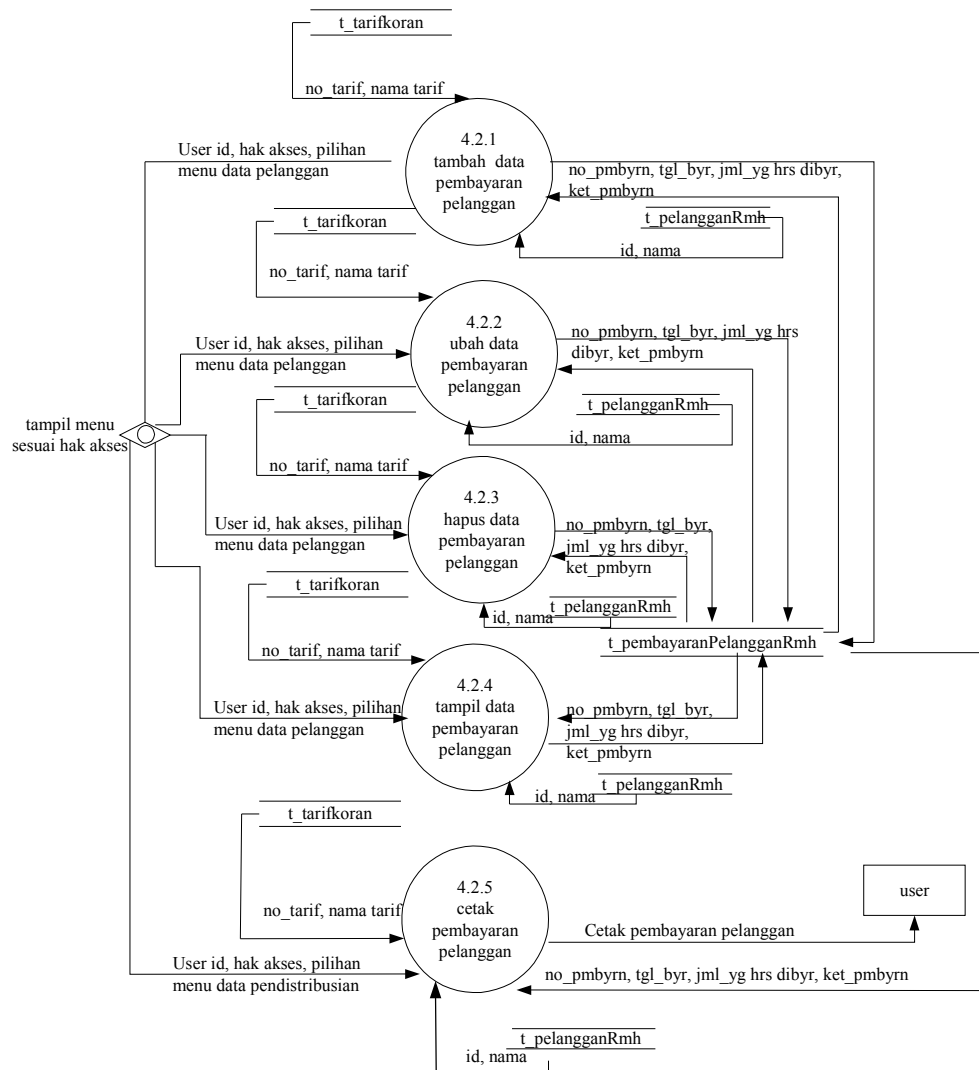 t_tarifkoran
no_tarif, nama tarif
4.2.1
tambah data
pembayaran
pelanggan
User id, hak akses, pilihan
menu data pelanggan
no_pmbyrn, tgl_byr, jml_yg hrs dibyr,
ket_pmbyrn
t_pelangganRmh
id, nama
t_tarifkoran
no_tarif, nama tarif
4.2.2
ubah data
pembayaran
pelanggan
User id, hak akses, pilihan
menu data pelanggan
no_pmbyrn, tgl_byr, jml_yg hrs
dibyr, ket_pmbyrn
t_pelangganRmh
id, nama
t_tarifkoran
no_tarif, nama tarif
tampil menu
sesuai hak akses
4.2.3
hapus data
pembayaran
pelanggan
User id, hak akses, pilihan
menu data pelanggan
no_pmbyrn, tgl_byr,
jml_yg hrs dibyr,
ket_pmbyrn
t_pelangganRmh
id, nama
t_pembayaranPelangganRmh
t_tarifkoran
no_tarif, nama tarif
4.2.4
tampil data
pembayaran
pelanggan
User id, hak akses, pilihan
menu data pelanggan
no_pmbyrn, tgl_byr,
jml_yg hrs dibyr,
ket_pmbyrn
t_pelangganRmh
id, nama
t_tarifkoran
no_tarif, nama tarif
4.2.5
cetak
pembayaran
pelanggan
user
Cetak pembayaran pelanggan
User id, hak akses, pilihan
menu data pendistribusian
no_pmbyrn, tgl_byr, jml_yg hrs dibyr, ket_pmbyrn
t_pelangganRmh
id, nama